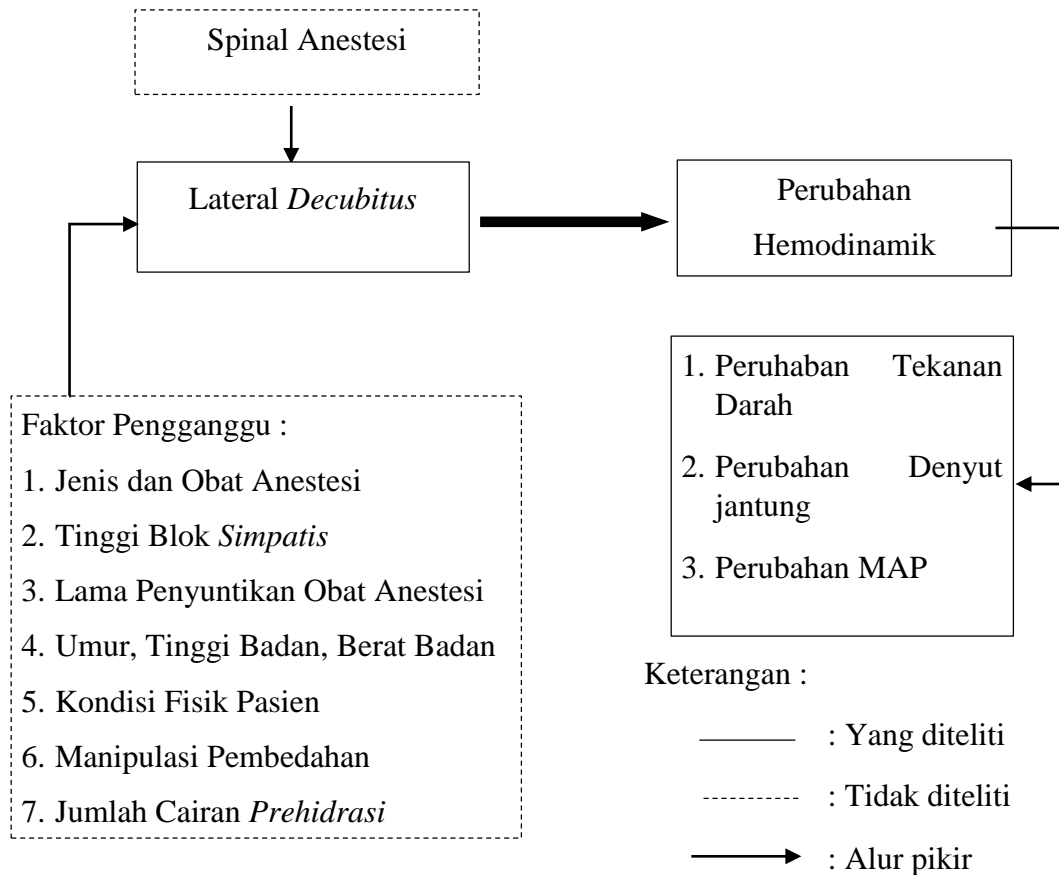 Spinal Anestesi
Lateral Decubitus
Perubahan
Hemodinamik
1. Peruhaban Tekanan
Darah
2. Perubahan Denyut
jantung
3. Perubahan MAP
Faktor Pengganggu :
1. Jenis dan Obat Anestesi
2. Tinggi Blok Simpatis
3. Lama Penyuntikan Obat Anestesi
4. Umur, Tinggi Badan, Berat Badan
5. Kondisi Fisik Pasien
6. Manipulasi Pembedahan
7. Jumlah Cairan Prehidrasi
Keterangan :
: Yang diteliti
: Tidak diteliti
: Alur pikir